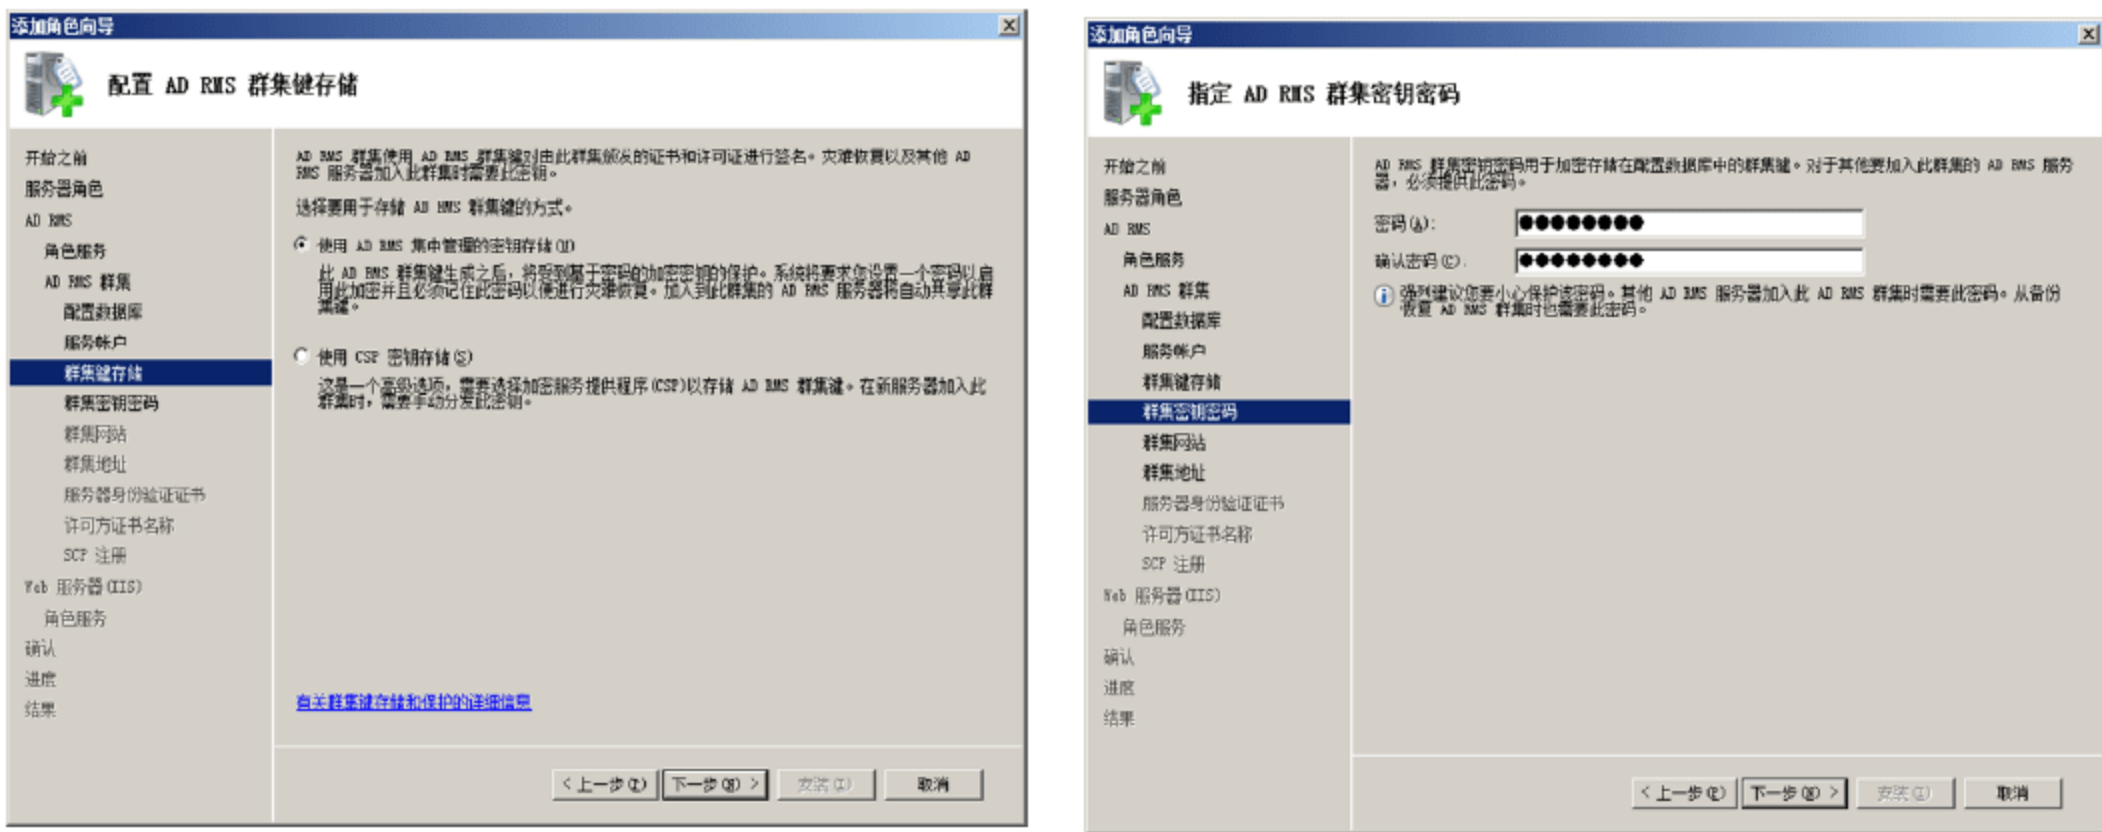 添加角色向导
配置 AD RMS 群集键存储
开始之前
服务器角色
AD RMS
角色服务
AD RMS 群集
配置数据库
服务帐户
群集键存储
群集密钥密码
群集网站
群集地址
服务器身份验证证书
许可方证书名称
SCP 注册
Web 服务器(IIS)
角色服务
确认
进度
结果
AD RMS 群集使用 AD RMS 群集键对由此群集颁发的证书和许可证进行签名。灾难恢复以及其他 AD
RMS 服务器加入此群集时需要此密钥。
选择要用于存储 AD RMS 群集键的方式。
使用 AD RMS 集中管理的密钥存储(U)
此 AD RMS 群集键生成之后，将受到基于密码的加密密钥的保护。系统将要求您设置一个密码以启
用此加密并且必须记住此密码以便进行灾难恢复。加入到此群集的 AD RMS 服务器将自动共享此群
集键。
使用 CSP 密钥存储(S)
这是一个高级选项，需要选择加密服务提供程序(CSP)以存储 AD RMS 群集键。在新服务器加入此
群集时，需要手动分发此密钥。
有关群集键存储和保护的详细信息
< 上一步(P)
下一步(N) >
安装(I)
取消
添加角色向导
指定 AD RMS 群集密钥密码
开始之前
服务器角色
AD RMS
角色服务
AD RMS 群集
配置数据库
服务帐户
群集键存储
群集密钥密码
群集网站
群集地址
服务器身份验证证书
许可方证书名称
SCP 注册
Web 服务器(IIS)
角色服务
确认
进度
结果
AD RMS 群集密钥密码用于加密存储在配置数据库中的群集键。对于其他要加入此群集的 AD RMS 服务
器，必须提供此密码。
密码(A):
●●●●●●●●
确认密码(C):
●●●●●●●●
强烈建议您要小心保护该密码。其他 AD RMS 服务器加入此 AD RMS 群集时需要此密码。从备份
恢复 AD RMS 群集时也需要此密码。
< 上一步(P)
下一步(N) >
安装(I)
取消